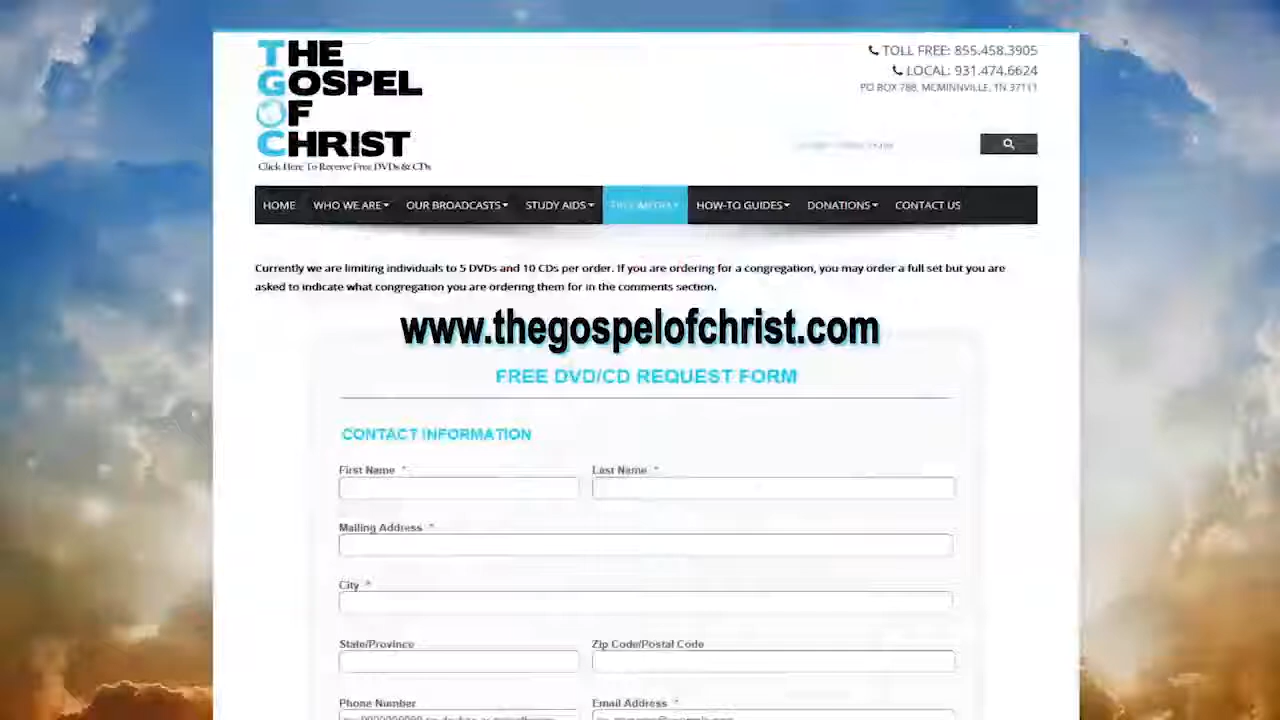 THE
GOSPEL
OF
CHRIST
Click Here To Receive Free DVDs & CDs
TOLL FREE: 855.458.3905
LOCAL: 931.474.6624
PO BOX 788, MCMINNVILLE, TN 37111
HOME WHO WE ARE OUR BROADCASTS STUDY AIDS FREE MEDIA HOW-TO GUIDES DONATIONS CONTACT US
Currently we are limiting individuals to 5 DVDs and 10 CDs per order. If you are ordering for a congregation, you may order a full set but you are
asked to indicate what congregation you are ordering them for in the comments section.
www.thegospelofchrist.com
FREE DVD/CD REQUEST FORM
CONTACT INFORMATION
First Name * Last Name *
Mailing Address *
City *
State/Province Zip Code/Postal Code
Phone Number Email Address *